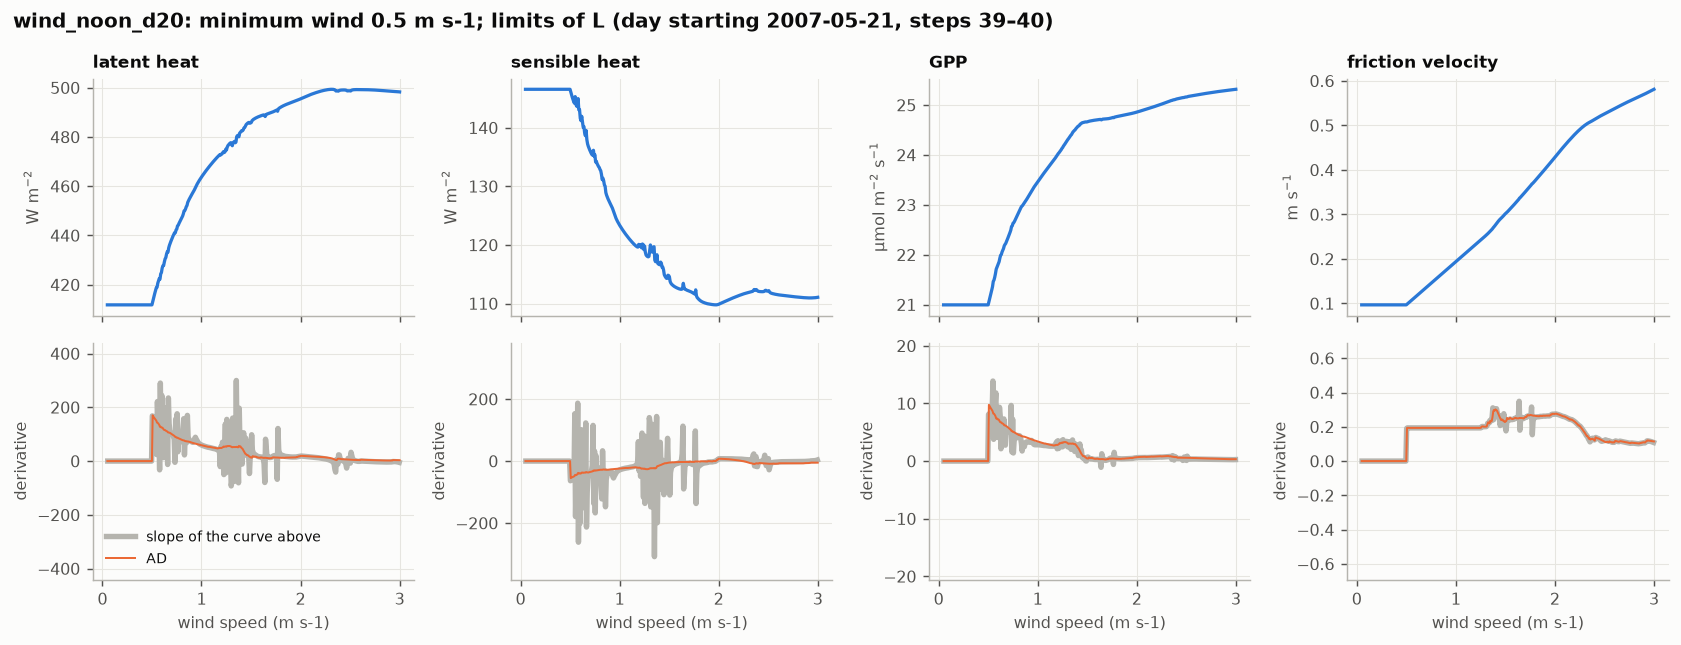 wind_noon_d20: minimum wind 0.5 m s-1; limits of L (day starting 2007-05-21, steps 39–40)
latent heat
sensible heat
GPP
friction velocity
W m⁻²
500
480
460
440
420
W m⁻²
140
130
120
110
µmol m⁻² s⁻¹
25
24
23
22
21
m s⁻¹
0.6
0.5
0.4
0.3
0.2
0.1
derivative
400
200
0
−200
−400
slope of the curve above
AD
derivative
200
0
−200
derivative
20
10
0
−10
−20
derivative
0.6
0.4
0.2
0.0
−0.2
−0.4
−0.6
0 1 2 3
0 1 2 3
0 1 2 3
0 1 2 3
wind speed (m s-1)
wind speed (m s-1)
wind speed (m s-1)
wind speed (m s-1)